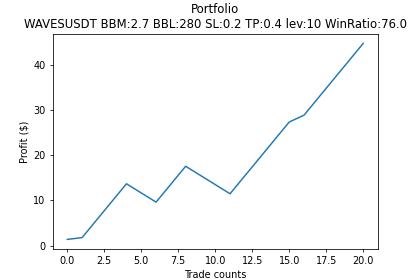 Portfolio
WAVESUSDT BBM:2.7 BBL:280 SL:0.2 TP:0.4 lev:10 WinRatio:76.0
40
30
20
10
0
Profit ($)
0.0 2.5 5.0 7.5 10.0 12.5 15.0 17.5 20.0
Trade counts